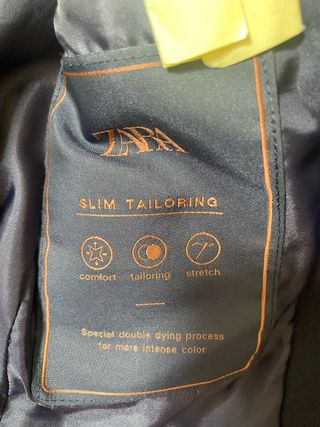 ZARA
SLIM TAILORING
comfort tailoring stretch
Special double dying process
for more intense color